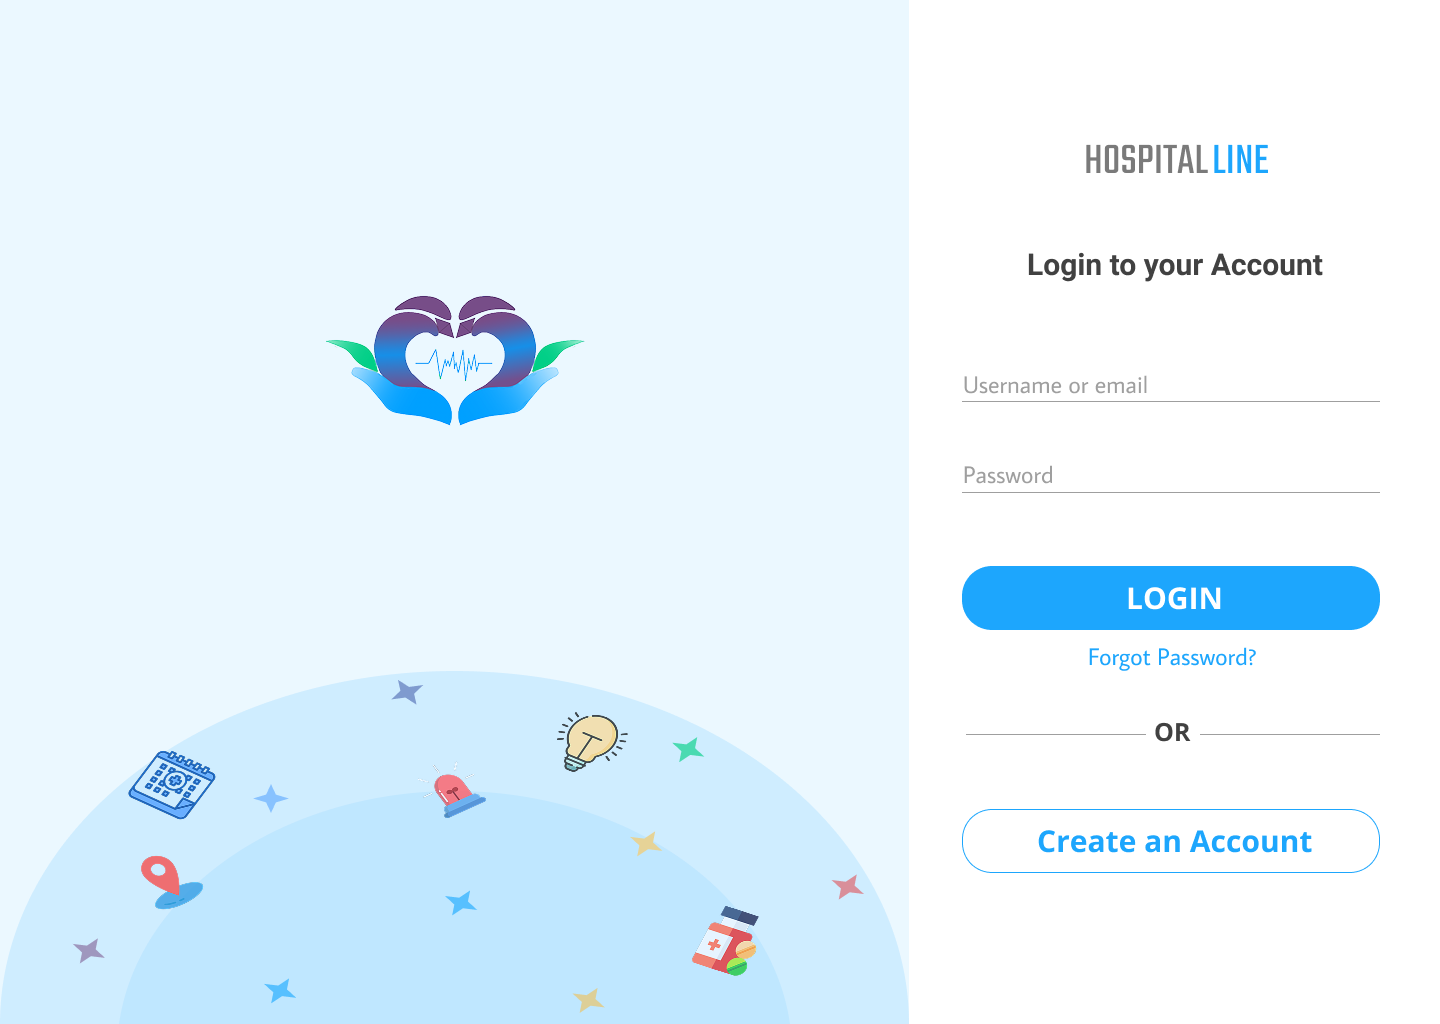 HOSPITAL LINE
Login to your Account
Username or email
Password
LOGIN
Forgot Password?
OR
Create an Account